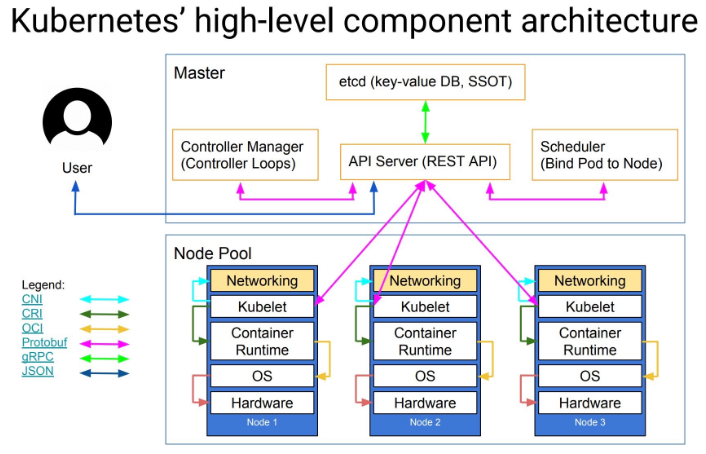 Kubernetes' high-level component architecture
Master
etcd (key-value DB, SSOT)
Controller Manager
(Controller Loops)
API Server (REST API)
Scheduler
(Bind Pod to Node)
User
Node Pool
Legend:
CNI
CRI
OCI
Protobuf
gRPC
JSON
Networking
Kubelet
Container
Runtime
OS
Hardware
Node 1
Networking
Kubelet
Container
Runtime
OS
Hardware
Node 2
Networking
Kubelet
Container
Runtime
OS
Hardware
Node 3